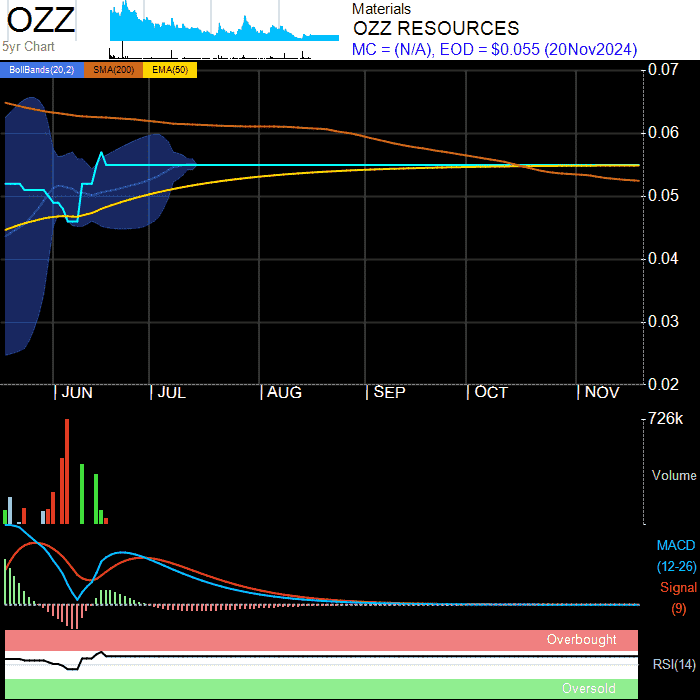 OZZ
5yr Chart
Materials
OZZ RESOURCES
MC = (N/A), EOD = $0.055 (20Nov2024)
BollBands(20,2) SMA(200) EMA(50)
0.07
0.06
0.05
0.04
0.03
0.02
JUN JUL AUG SEP OCT NOV
726k
Volume
MACD
(12-26)
Signal
(9)
Overbought
RSI(14)
Oversold